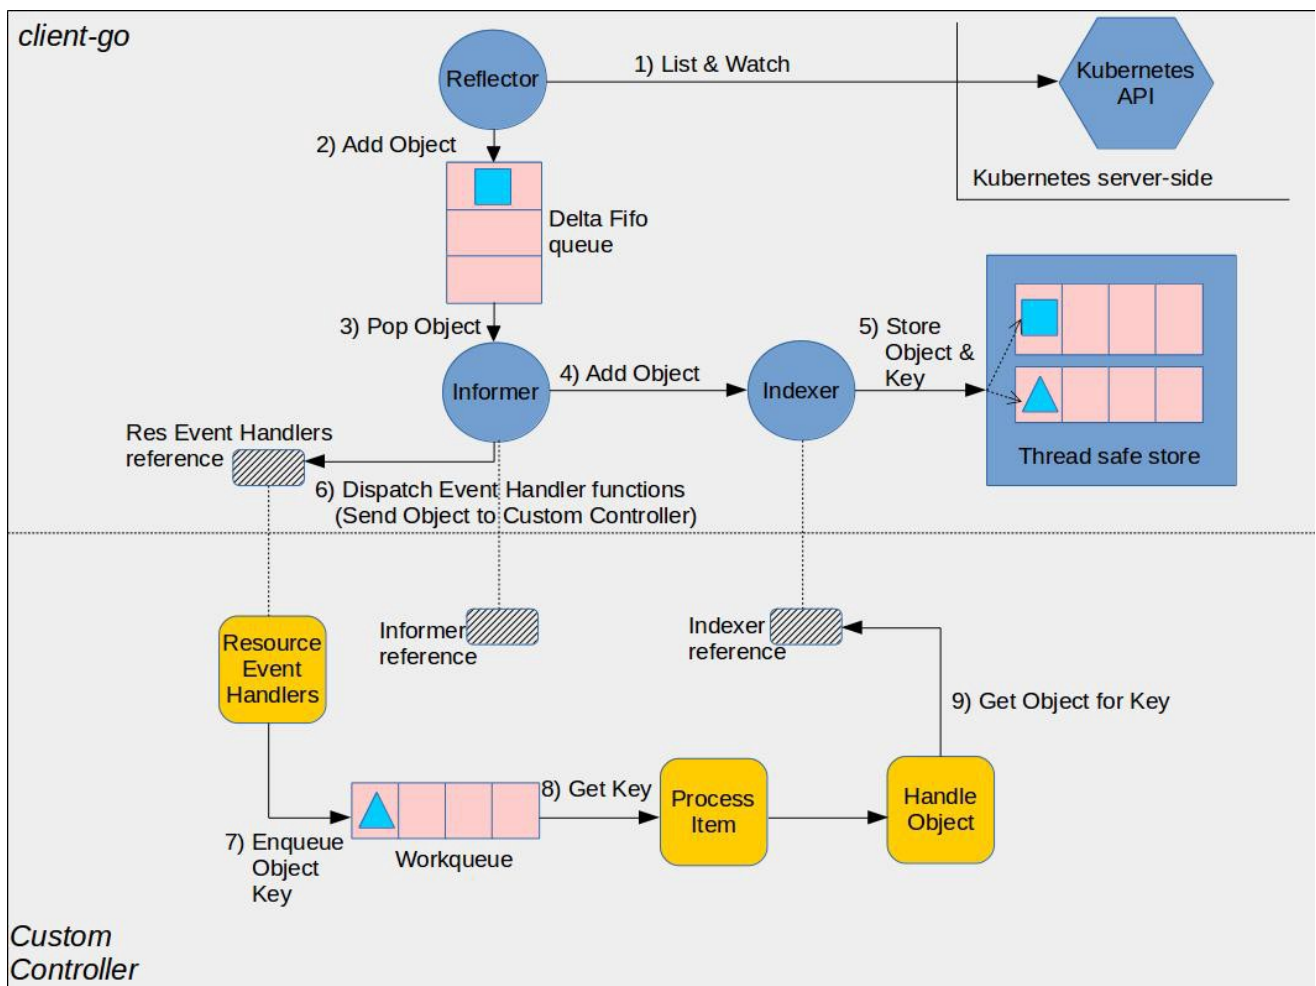 client-go
Reflector
1) List & Watch
Kubernetes
API
Kubernetes server-side
2) Add Object
Delta Fifo
queue
3) Pop Object
Informer
4) Add Object
Indexer
5) Store
Object &
Key
Thread safe store
Res Event Handlers
reference
6) Dispatch Event Handler functions
(Send Object to Custom Controller)
Resource
Event
Handlers
Informer
reference
Indexer
reference
9) Get Object for Key
7) Enqueue
Object
Key
Workqueue
8) Get Key
Process
Item
Handle
Object
Custom
Controller